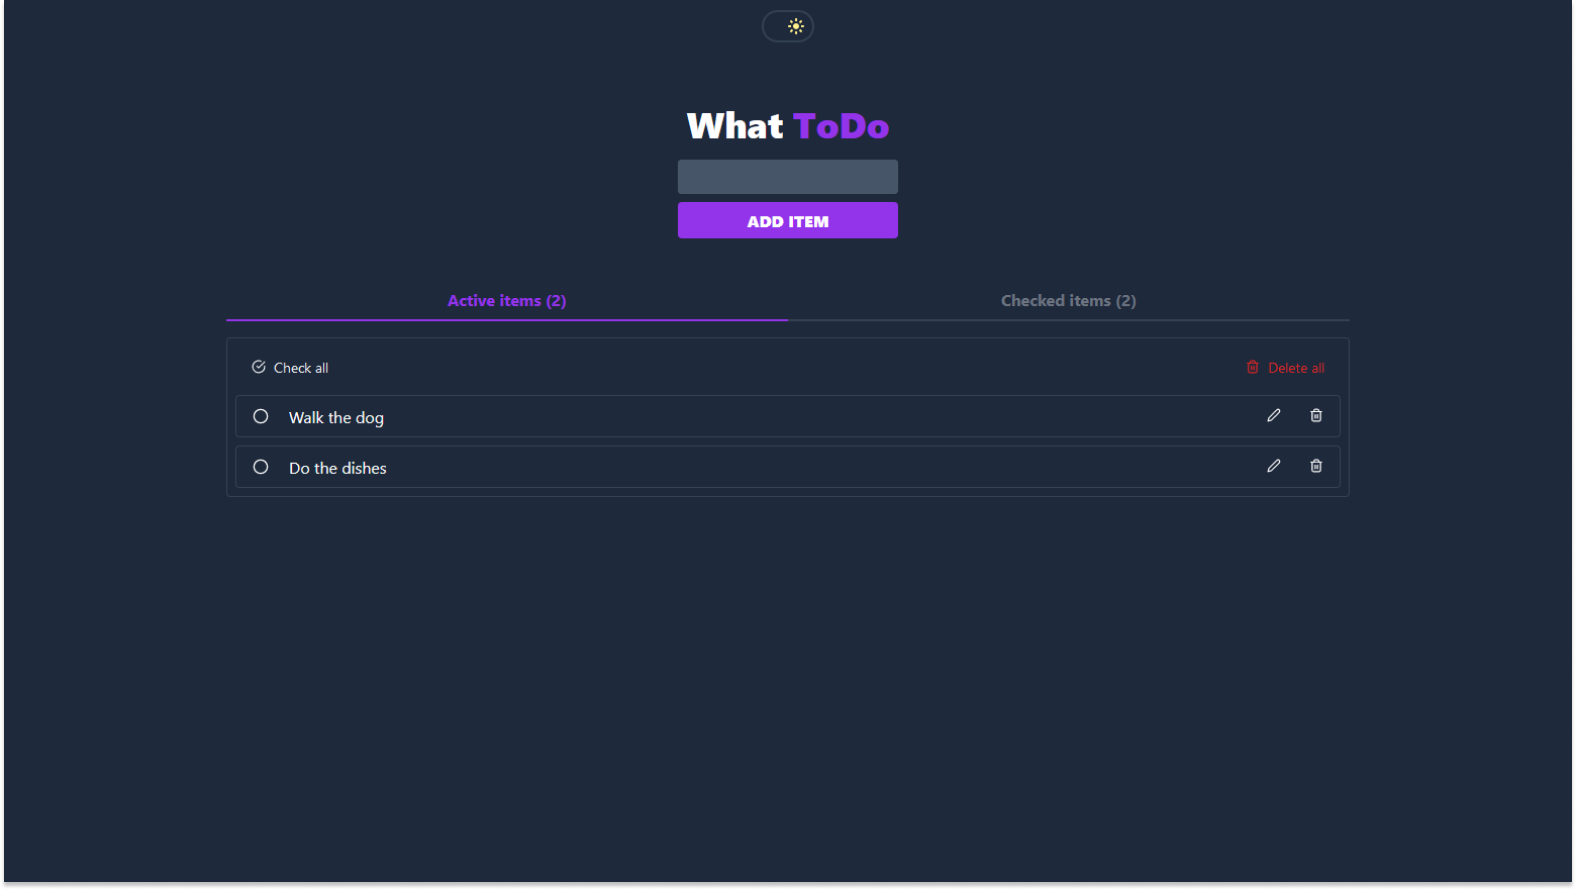 What ToDo
ADD ITEM
Active items (2) Checked items (2)
Check all Delete all
Walk the dog
Do the dishes